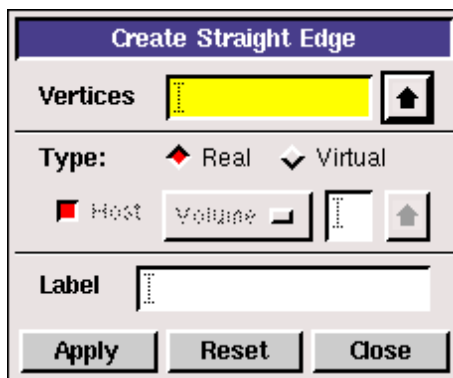 Create Straight Edge
Vertices
Type: Real Virtual
Host Volume
Label
Apply Reset Close